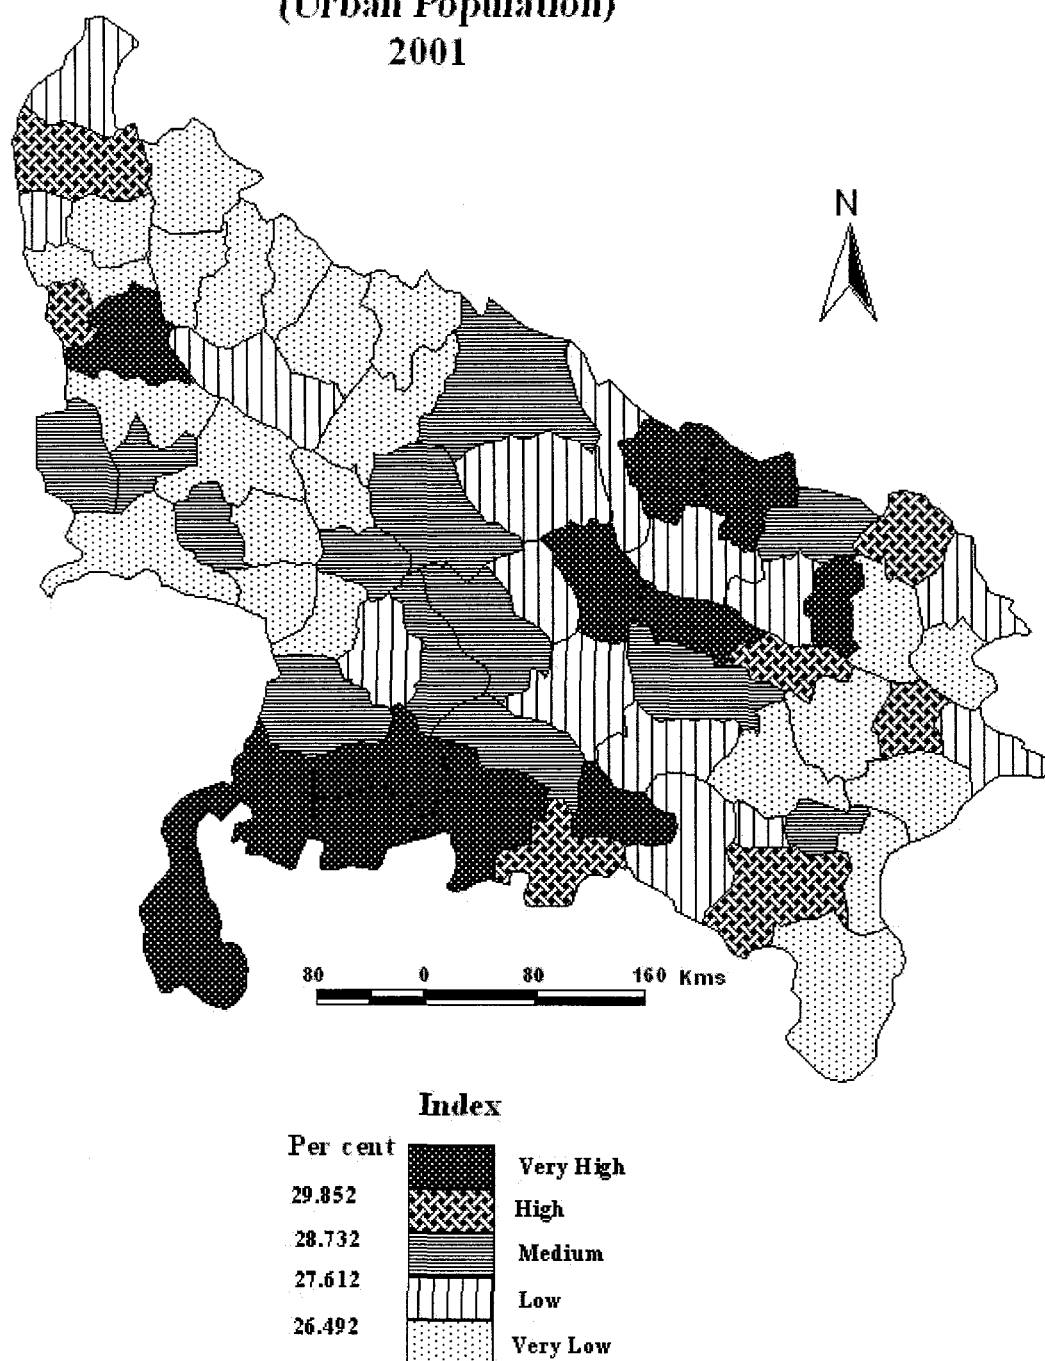 (Urban Population)
2001
N
80 0 80 160 Kms
Index
Per cent
Very High
29.852
High
28.732
Medium
27.612
Low
26.492
Very Low